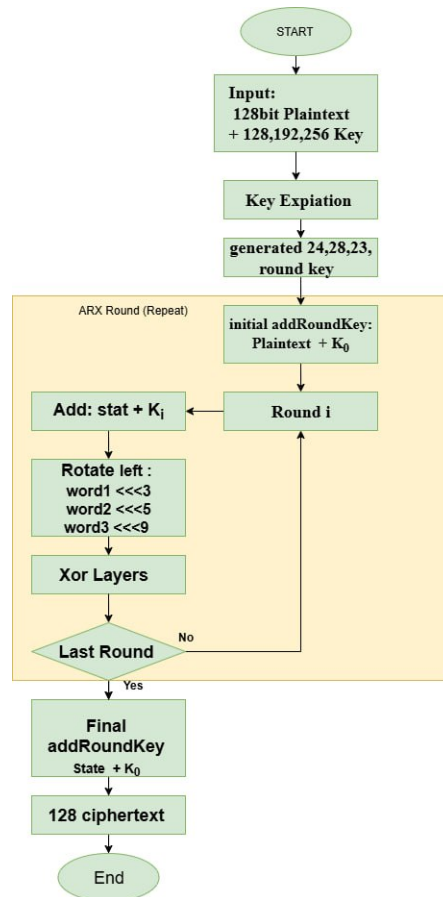 START
Input:
128bit Plaintext
+ 128,192,256 Key
Key Expiation
generated 24,28,23,
round key
ARX Round (Repeat)
initial addRoundKey:
Plaintext + K₀
Add: stat + Kᵢ
Round i
Rotate left :
word1 <<<3
word2 <<<5
word3 <<<9
Xor Layers
No
Last Round
Yes
Final
addRoundKey
State + K₀
128 ciphertext
End